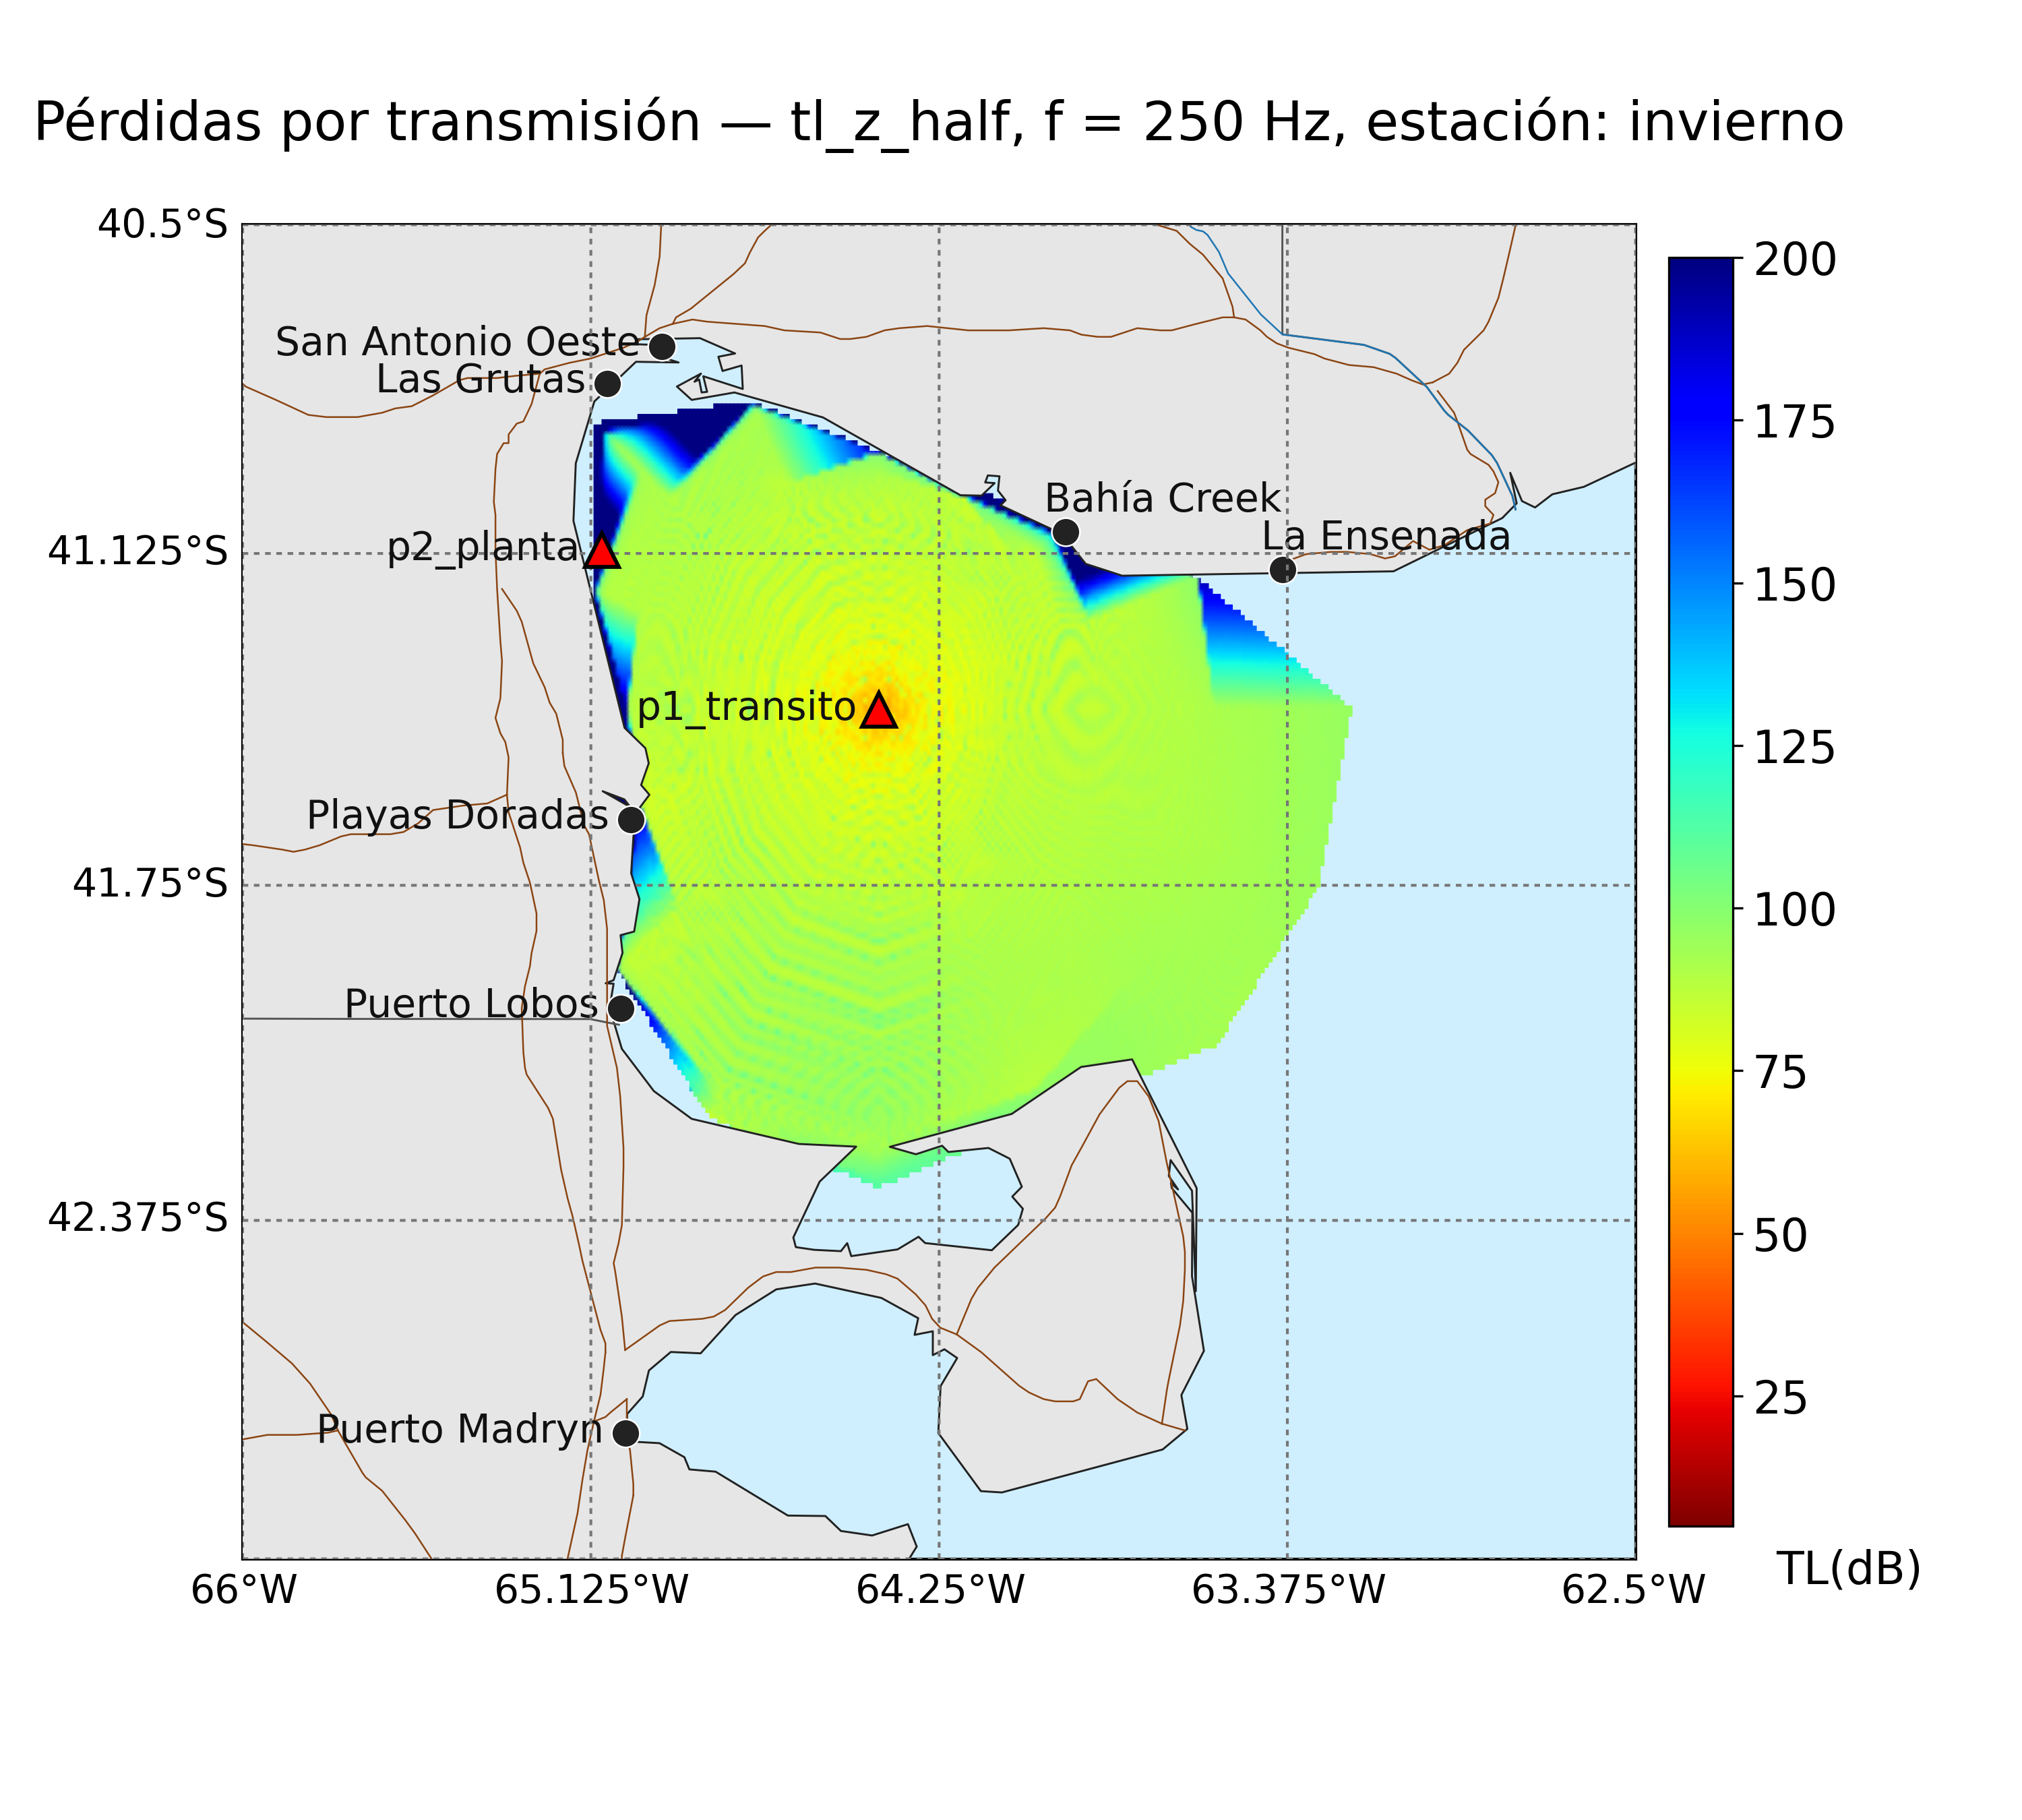 Pérdidas por transmisión — tl_z_half, f = 250 Hz, estación: invierno
40.5°S
200
San Antonio Oeste
Las Grutas
175
Bahía Creek
La Ensenada
p2_planta
41.125°S
150
125
p1_transito
Playas Doradas
41.75°S
100
Puerto Lobos
75
42.375°S
50
25
Puerto Madryn
TL(dB)
66°W 65.125°W 64.25°W 63.375°W 62.5°W